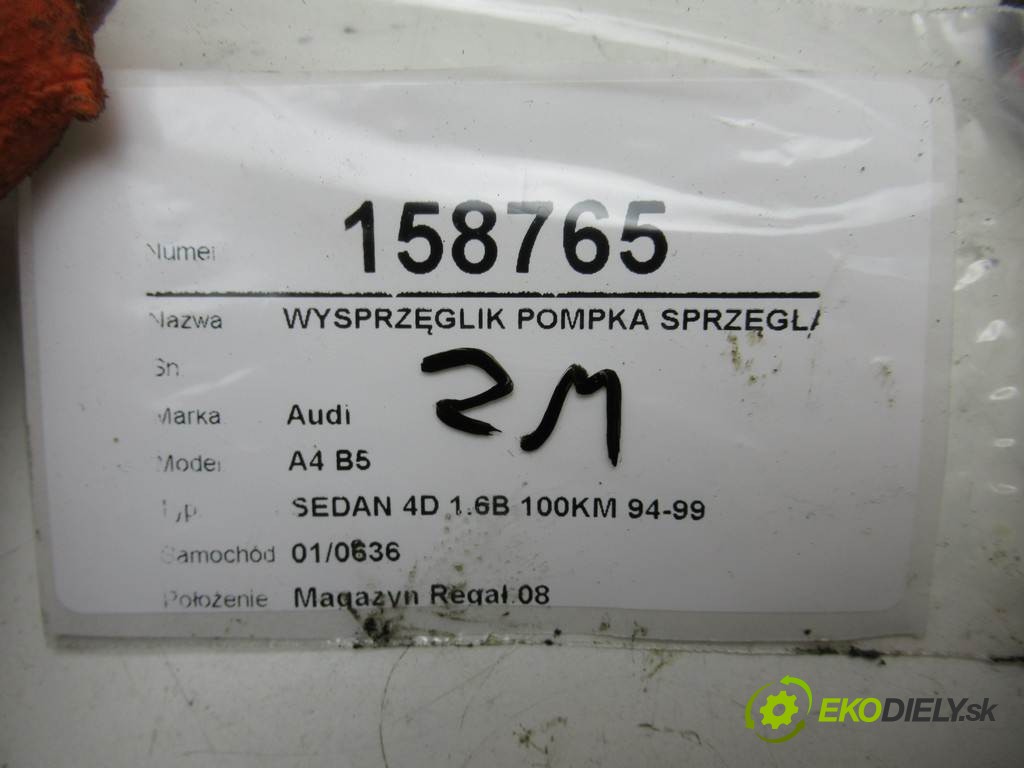 Numer 158765
Nazwa WYSPRZĘGLIK POMPKA SPRZĘGŁA
Sn
Marka Audi
Model A4 B5
Typ SEDAN 4D 1.6B 100KM 94-99
Samochód 01/0636
Położenie Magazyn Regał 08
2M
EKODIELY.sk